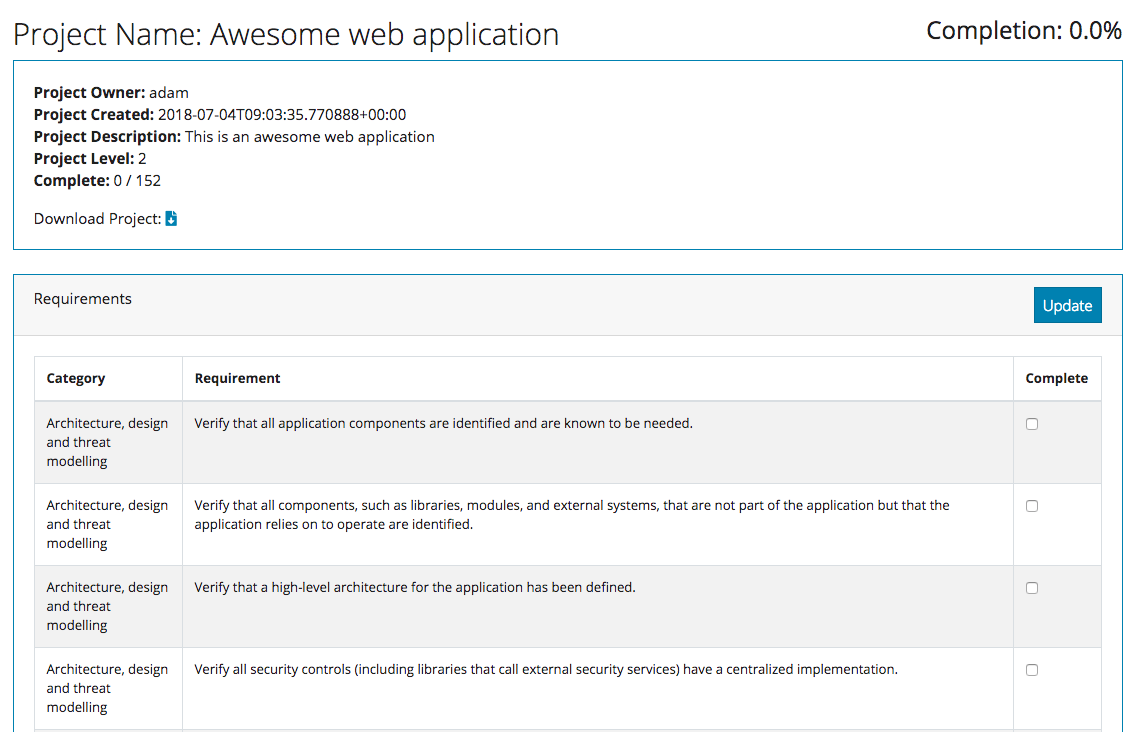 Project Name: Awesome web application
Completion: 0.0%
Project Owner: adam
Project Created: 2018-07-04T09:03:35.770888+00:00
Project Description: This is an awesome web application
Project Level: 2
Complete: 0 / 152
Download Project:
Requirements
Update
Category
Requirement
Complete
Architecture, design
and threat
modelling
Verify that all application components are identified and are known to be needed.
Architecture, design
and threat
modelling
Verify that all components, such as libraries, modules, and external systems, that are not part of the application but that the
application relies on to operate are identified.
Architecture, design
and threat
modelling
Verify that a high-level architecture for the application has been defined.
Architecture, design
and threat
modelling
Verify all security controls (including libraries that call external security services) have a centralized implementation.